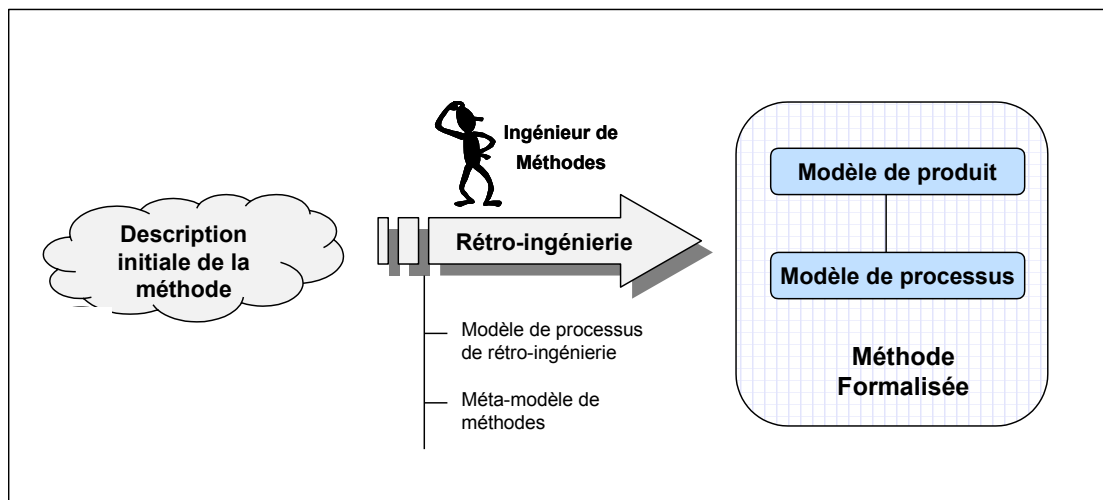 Ingénieur de
Méthodes
Description
initiale de la
méthode
Rétro-ingénierie
Modèle de processus
de rétro-ingénierie
Méta-modèle de
méthodes
Modèle de produit
Modèle de processus
Méthode
Formalisée